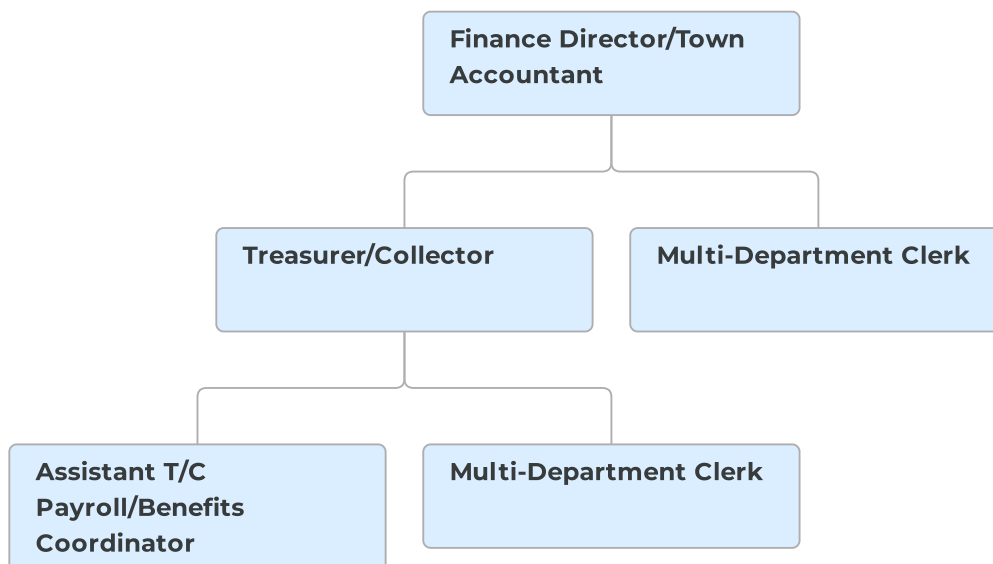 Finance Director/Town
Accountant
Treasurer/Collector
Multi-Department Clerk
Assistant T/C
Payroll/Benefits
Coordinator
Multi-Department Clerk